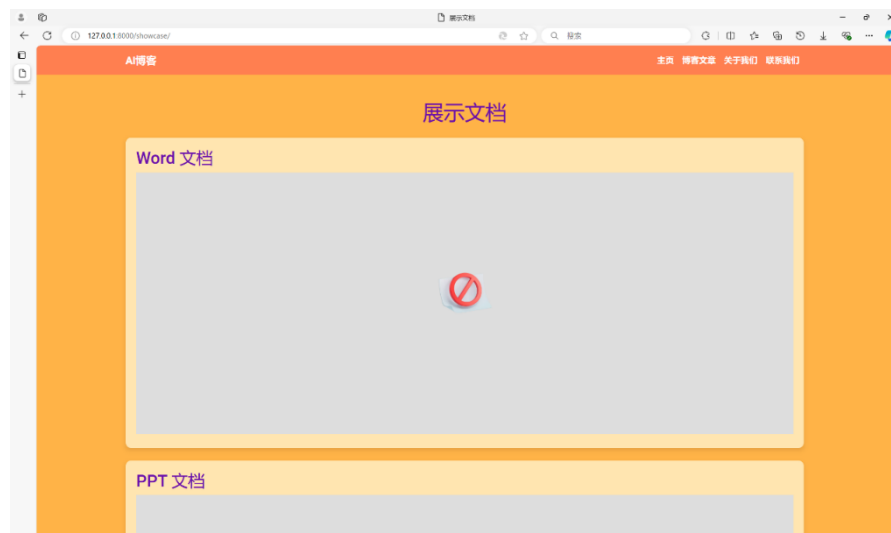 展示文档
127.0.0.1:8000/showcase/
搜索
AI博客
主页 博客文章 关于我们 联系我们
展示文档
Word 文档
PPT 文档